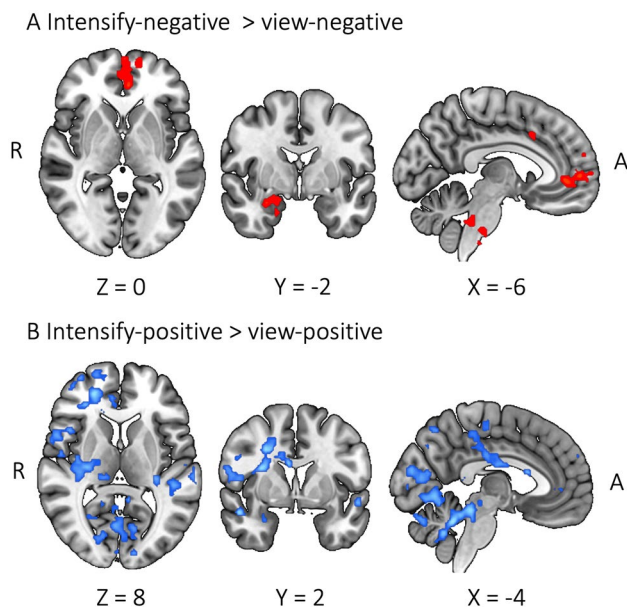 A Intensify-negative > view-negative
R
A
Z = 0
Y = -2
X = -6
B Intensify-positive > view-positive
R
A
Z = 8
Y = 2
X = -4